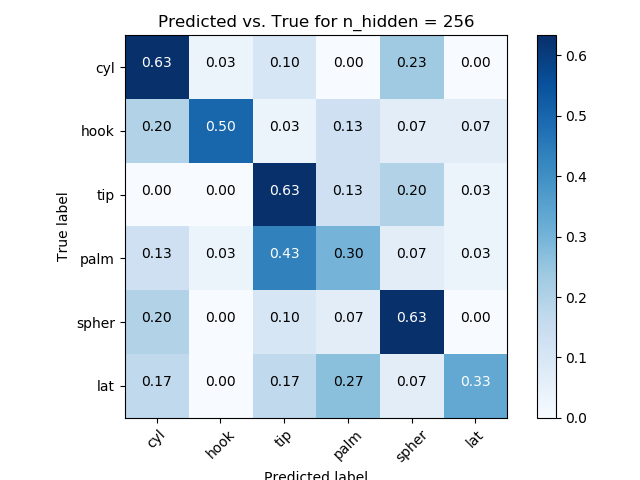 Predicted vs. True for n_hidden = 256
cyl 0.63 0.03 0.10 0.00 0.23 0.00
hook 0.20 0.50 0.03 0.13 0.07 0.07
tip 0.00 0.00 0.63 0.13 0.20 0.03
palm 0.13 0.03 0.43 0.30 0.07 0.03
spher 0.20 0.00 0.10 0.07 0.63 0.00
lat 0.17 0.00 0.17 0.27 0.07 0.33
True label
cyl hook tip palm spher lat
Predicted label
0.6
0.5
0.4
0.3
0.2
0.1
0.0